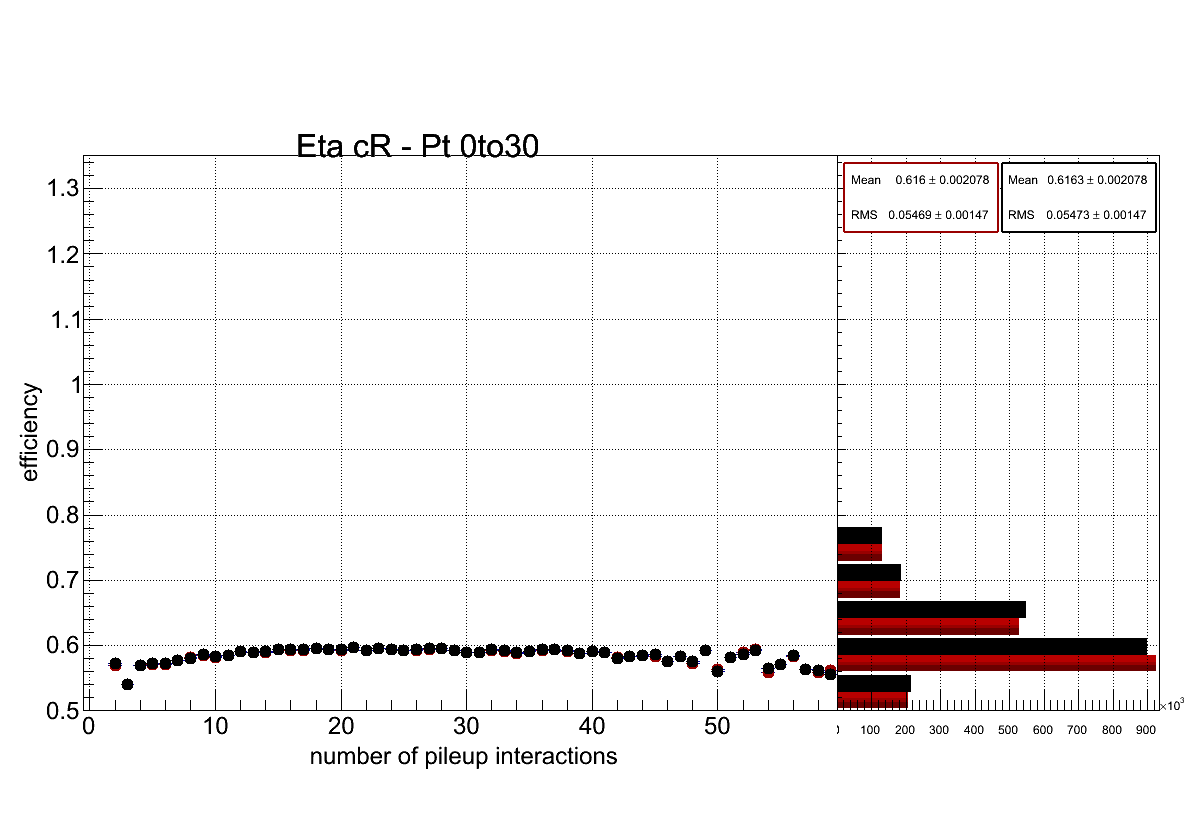 Eta cR - Pt 0to30
1.3
1.2
1.1
1
0.9
0.8
0.7
0.6
0.5
efficiency
0 10 20 30 40 50
number of pileup interactions
Mean 0.616 ± 0.002078
RMS 0.05469 ± 0.00147
Mean 0.6163 ± 0.002078
RMS 0.05473 ± 0.00147
100 200 300 400 500 600 700 800 900
×10³